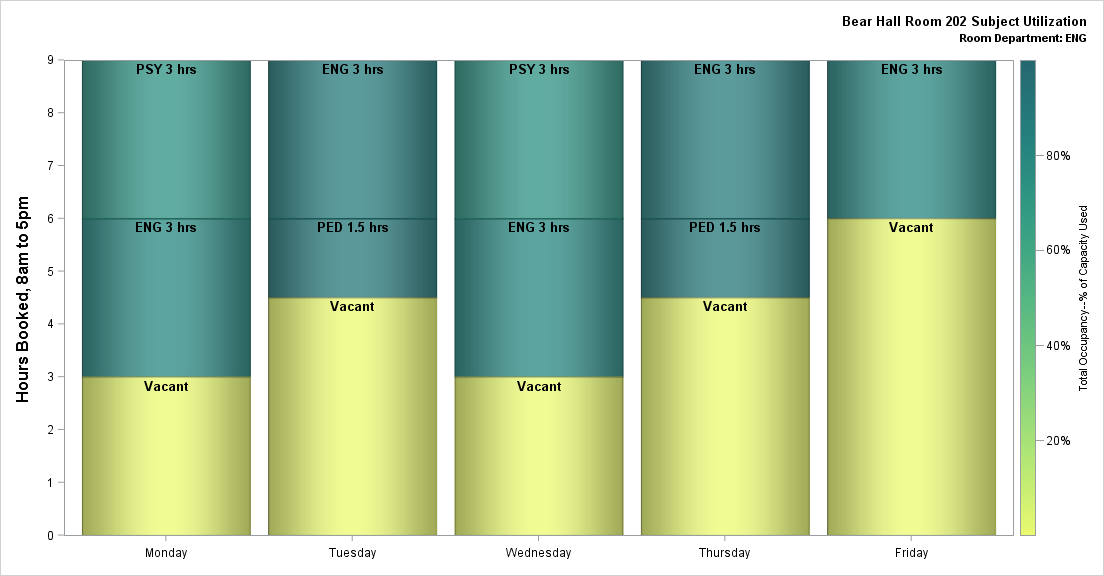 Bear Hall Room 202 Subject Utilization
Room Department: ENG
Hours Booked, 8am to 5pm
9
8
7
6
5
4
3
2
1
0
PSY 3 hrs
ENG 3 hrs
Vacant
ENG 3 hrs
PED 1.5 hrs
Vacant
PSY 3 hrs
ENG 3 hrs
Vacant
ENG 3 hrs
PED 1.5 hrs
Vacant
ENG 3 hrs
Vacant
Monday
Tuesday
Wednesday
Thursday
Friday
80%
60%
40%
20%
Total Occupancy--% of Capacity Used